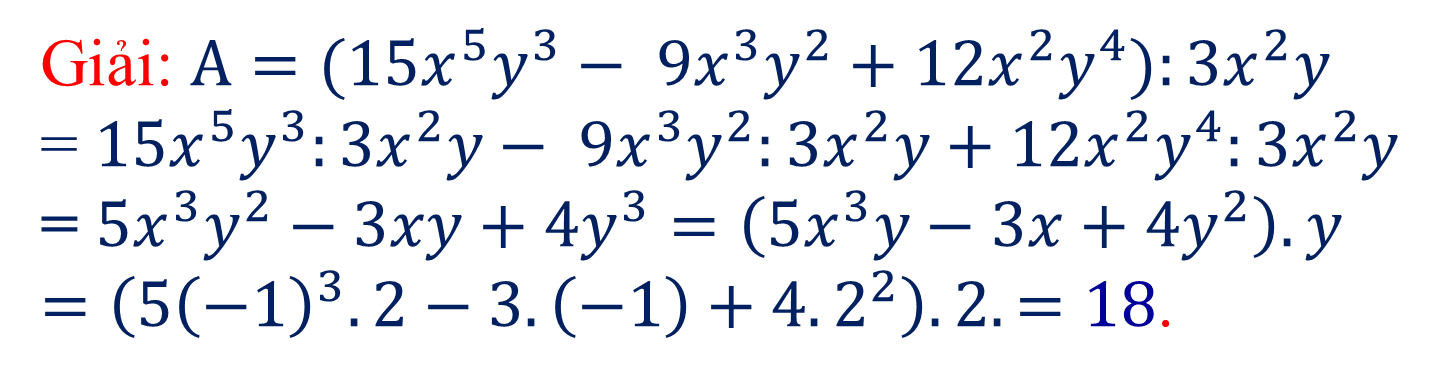 Giải: A = (15x⁵y³ − 9x³y² + 12x²y⁴): 3x²y
= 15x⁵y³: 3x²y − 9x³y²: 3x²y + 12x²y⁴: 3x²y
= 5x³y² − 3xy + 4y³ = (5x³y − 3x + 4y²). y
= (5(−1)³. 2 − 3. (−1) + 4. 2²). 2. = 18.